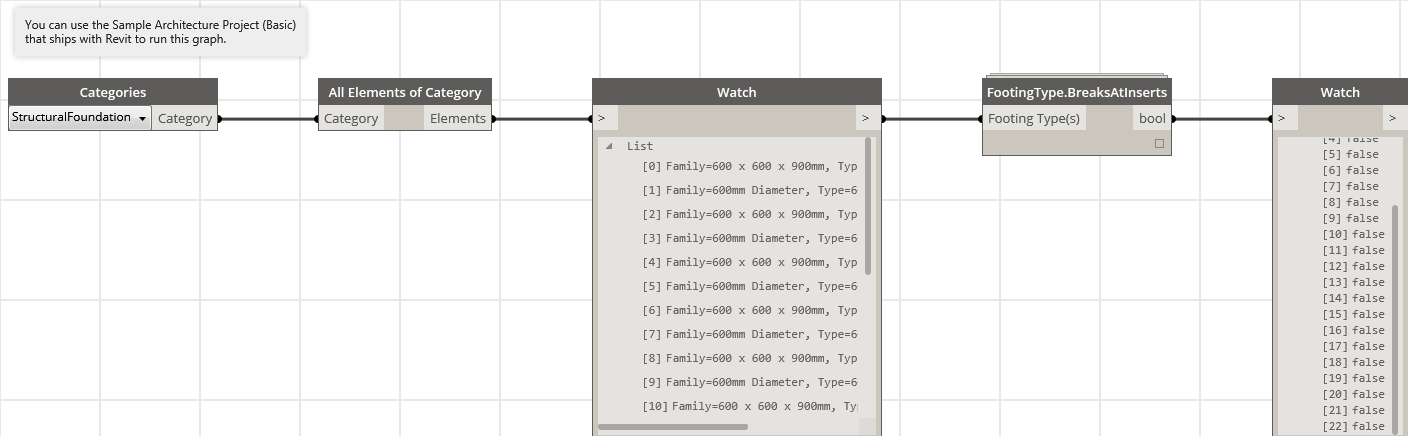 You can use the Sample Architecture Project (Basic)
that ships with Revit to run this graph.
Categories
StructuralFoundation
Category
All Elements of Category
Category
Elements
Watch
>
>
List
[0] Family=600 x 600 x 900mm, Typ
[1] Family=600mm Diameter, Type=6
[2] Family=600 x 600 x 900mm, Typ
[3] Family=600mm Diameter, Type=6
[4] Family=600 x 600 x 900mm, Typ
[5] Family=600mm Diameter, Type=6
[6] Family=600 x 600 x 900mm, Typ
[7] Family=600mm Diameter, Type=6
[8] Family=600 x 600 x 900mm, Typ
[9] Family=600mm Diameter, Type=6
[10] Family=600 x 600 x 900mm, Ty
FootingType.BreaksAtInserts
Footing Type(s)
bool
Watch
>
>
[4] false
[5] false
[6] false
[7] false
[8] false
[9] false
[10] false
[11] false
[12] false
[13] false
[14] false
[15] false
[16] false
[17] false
[18] false
[19] false
[20] false
[21] false
[22] false